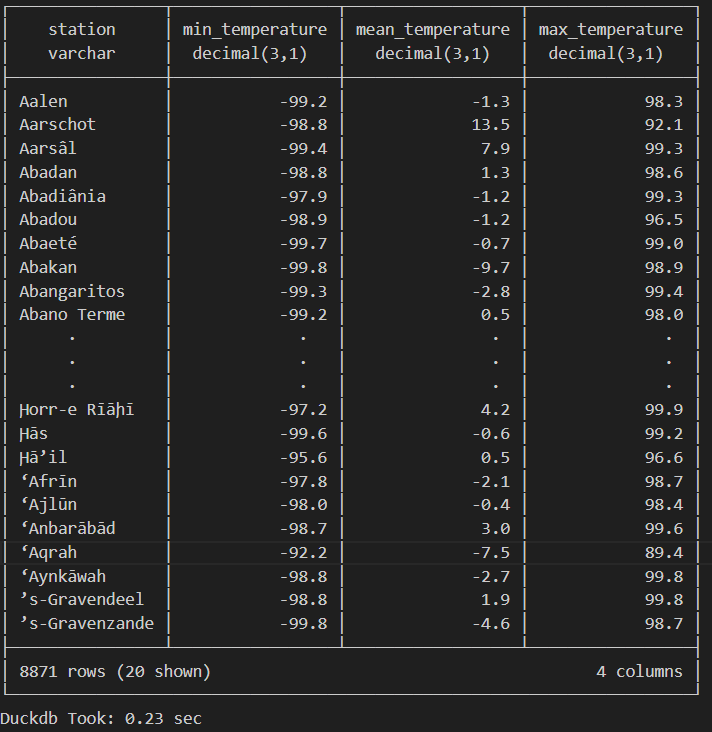 station min_temperature mean_temperature max_temperature
varchar decimal(3,1) decimal(3,1) decimal(3,1)
Aalen -99.2 -1.3 98.3
Aarschot -98.8 13.5 92.1
Aarsâl -99.4 7.9 99.3
Abadan -98.8 1.3 98.6
Abadiânia -97.9 -1.2 99.3
Abadou -98.9 -1.2 96.5
Abaeté -99.7 -0.7 99.0
Abakan -99.8 -9.7 98.9
Abangaritos -99.3 -2.8 99.4
Abano Terme -99.2 0.5 98.0
· · · ·
· · · ·
· · · ·
Ḩorr-e Rīāḩī -97.2 4.2 99.9
Ḩās -99.6 -0.6 99.2
Ḩā’il -95.6 0.5 96.6
‘Afrīn -97.8 -2.1 98.7
‘Ajlūn -98.0 -0.4 98.4
‘Anbarābād -98.7 3.0 99.6
‘Aqrah -92.2 -7.5 89.4
‘Aynkāwah -98.8 -2.7 99.8
’s-Gravendeel -98.8 1.9 99.8
’s-Gravenzande -99.8 -4.6 98.7
8871 rows (20 shown) 4 columns
Duckdb Took: 0.23 sec